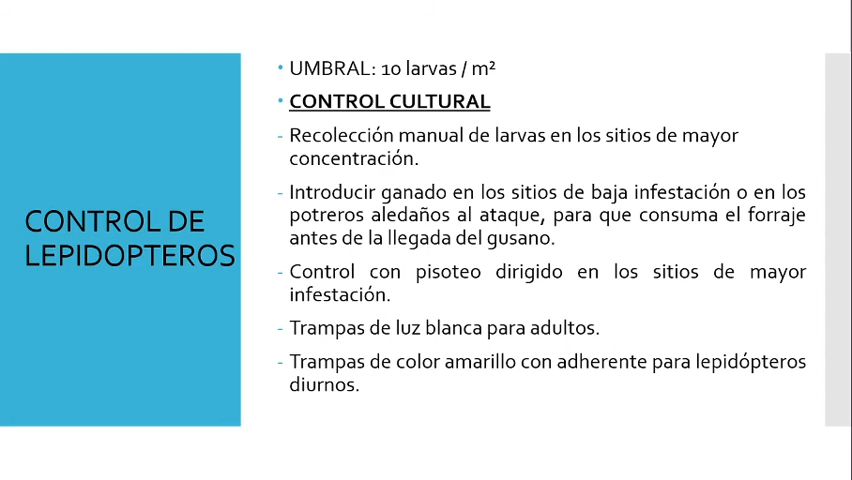 CONTROL DE
LEPIDOPTEROS
• UMBRAL: 10 larvas / m²
• CONTROL CULTURAL
- Recolección manual de larvas en los sitios de mayor
concentración.
- Introducir ganado en los sitios de baja infestación o en los
potreros aledaños al ataque, para que consuma el forraje
antes de la llegada del gusano.
- Control con pisoteo dirigido en los sitios de mayor
infestación.
- Trampas de luz blanca para adultos.
- Trampas de color amarillo con adherente para lepidópteros
diurnos.